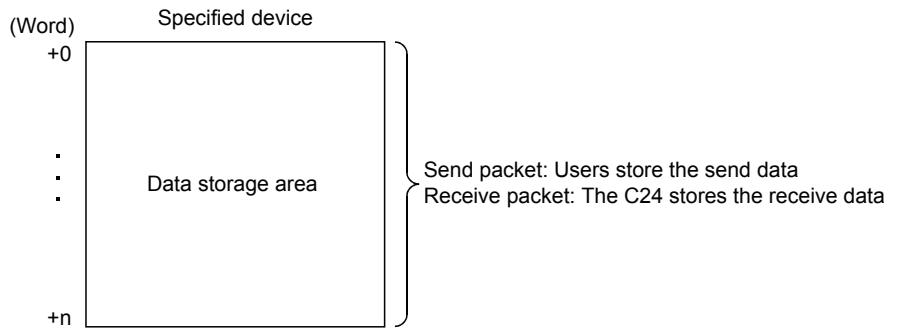 (Word)
Specified device
+0
.
.
.
Data storage area
Send packet: Users store the send data
Receive packet: The C24 stores the receive data
+n